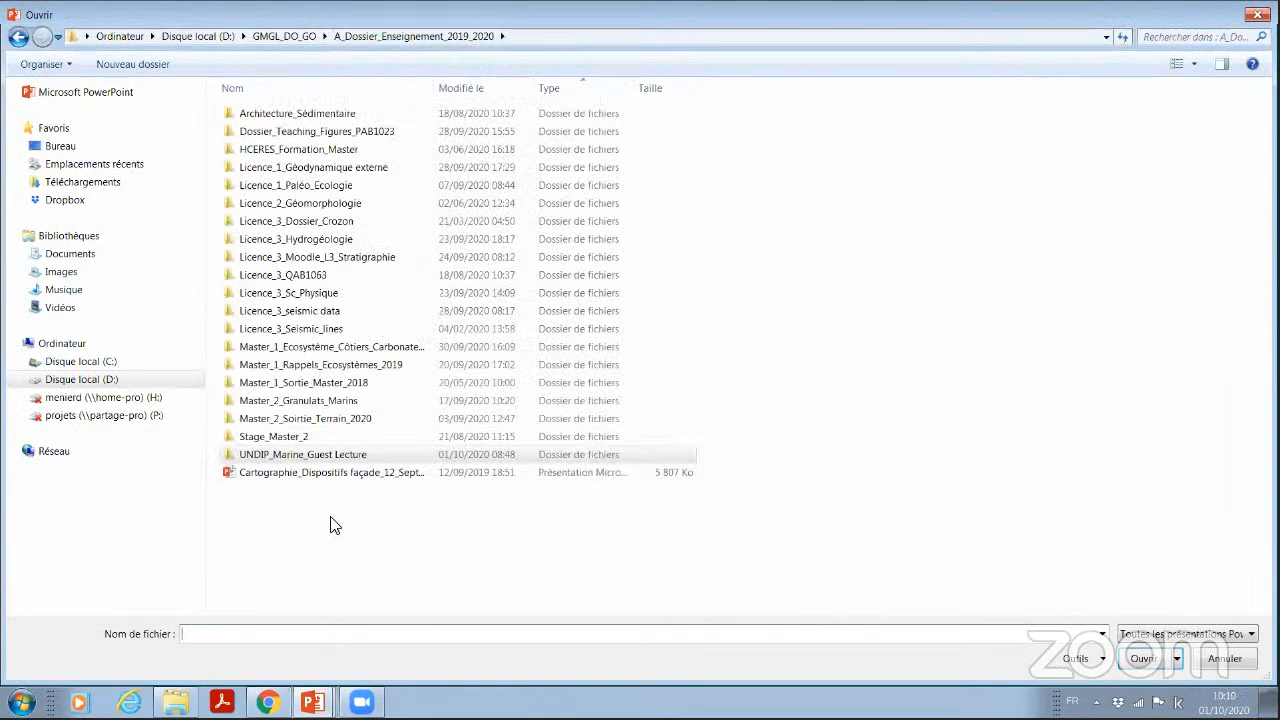 Ouvrir
Ordinateur Disque local (D:) GMGL_DO_GO A_Dossier_Enseignement_2019_2020 Rechercher dans : A_Do...
Organiser Nouveau dossier
Microsoft PowerPoint
Favoris
Bureau
Emplacements récents
Téléchargements
Dropbox
Bibliothèques
Documents
Images
Musique
Vidéos
Ordinateur
Disque local (C:)
Disque local (D:)
menierd (\\home-pro) (H:)
projets (\\partage-pro) (P:)
Réseau
Nom Modifié le Type Taille
Architecture_Sédimentaire 18/08/2020 10:37 Dossier de fichiers
Dossier_Teaching_Figures_PAB1023 28/09/2020 15:55 Dossier de fichiers
HCERES_Formation_Master 03/06/2020 16:18 Dossier de fichiers
Licence_1_Géodynamique externe 28/09/2020 17:29 Dossier de fichiers
Licence_1_Paléo_Ecologie 07/09/2020 08:44 Dossier de fichiers
Licence_2_Géomorphologie 02/06/2020 12:34 Dossier de fichiers
Licence_3_Dossier_Crozon 21/03/2020 04:50 Dossier de fichiers
Licence_3_Hydrogéologie 23/09/2020 18:17 Dossier de fichiers
Licence_3_Moodle_L3_Stratigraphie 24/09/2020 08:12 Dossier de fichiers
Licence_3_QAB1063 18/08/2020 10:37 Dossier de fichiers
Licence_3_Sc_Physique 23/09/2020 14:09 Dossier de fichiers
Licence_3_seismic data 28/09/2020 08:17 Dossier de fichiers
Licence_3_Seismic_lines 04/02/2020 13:58 Dossier de fichiers
Master_1_Ecosystème_Côtiers_Carbonate... 30/09/2020 16:09 Dossier de fichiers
Master_1_Rappels_Ecosystèmes_2019 20/09/2020 17:02 Dossier de fichiers
Master_1_Sortie_Master_2018 20/05/2020 10:00 Dossier de fichiers
Master_2_Granulats_Marins 17/09/2020 10:20 Dossier de fichiers
Master_2_Soirtie_Terrain_2020 03/09/2020 12:47 Dossier de fichiers
Stage_Master_2 21/08/2020 11:15 Dossier de fichiers
UNDIP_Marine_Guest Lecture 01/10/2020 08:48 Dossier de fichiers
Cartographie_Dispositifs façade_12_Sept... 12/09/2019 18:51 Présentation Micro... 5 807 Ko
Nom de fichier : Toutes les présentations Pow
Outils Ouvrir Annuler
zoom
FR 10:10
01/10/2020